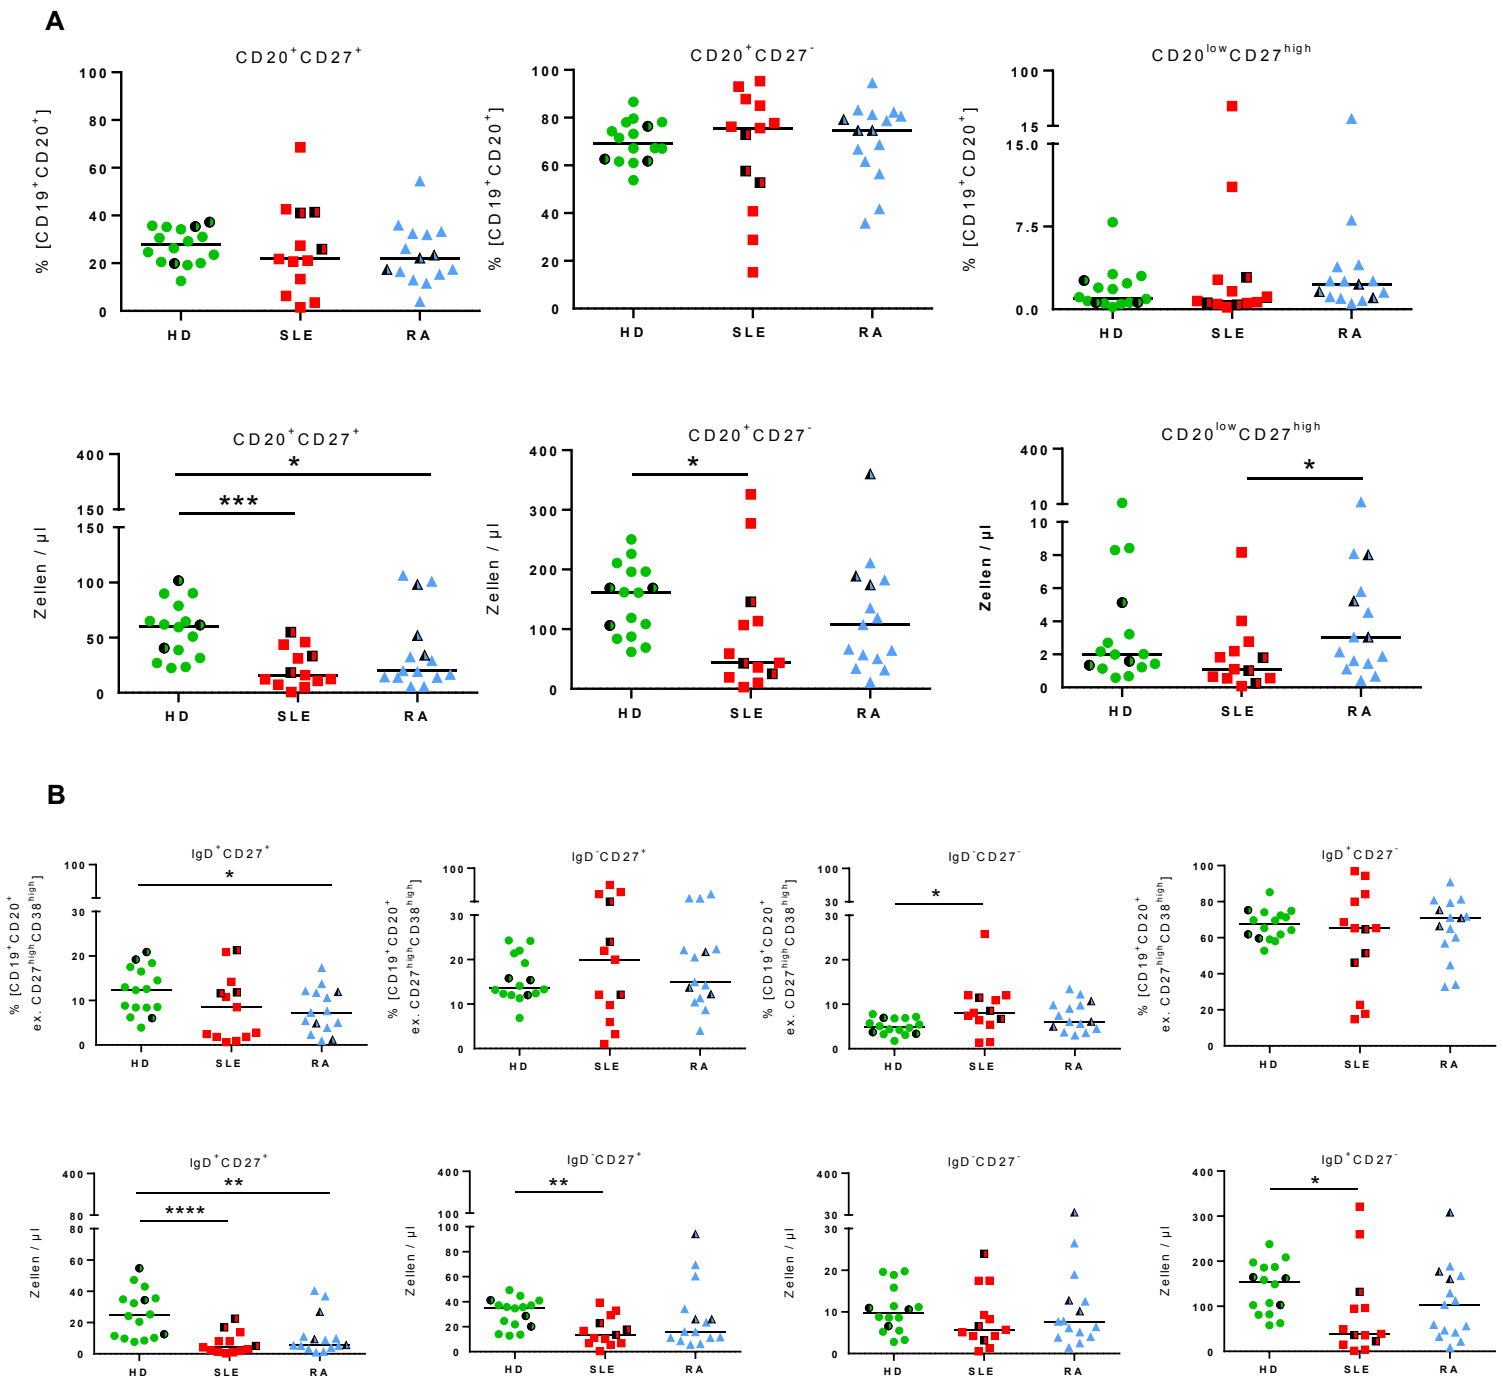 A
CD20⁺CD27⁺
CD20⁺CD27⁻
CD20ˡᵒʷCD27ʰⁱᵍʰ
% [CD19⁺CD20⁺]
100
80
60
40
20
0
HD SLE RA
% [CD19⁺CD20⁺]
100
80
60
40
20
0
HD SLE RA
% [CD19⁺CD20⁺]
100
15
15.0
7.5
0.0
HD SLE RA
CD20⁺CD27⁺
CD20⁺CD27⁻
CD20ˡᵒʷCD27ʰⁱᵍʰ
Zellen / µl
400
150
150
100
50
0
*
***
HD SLE RA
Zellen / µl
400
300
200
100
0
*
HD SLE RA
Zellen / µl
400
10
10
8
6
4
2
0
*
HD SLE RA
B
IgD⁺CD27⁺
IgD⁻CD27⁺
IgD⁻CD27⁻
IgD⁺CD27⁻
% [CD19⁺CD20⁺
ex. CD27ʰⁱᵍʰCD38ʰⁱᵍʰ]
100
30
30
20
10
0
*
HD SLE RA
% [CD19⁺CD20⁺
ex. CD27ʰⁱᵍʰCD38ʰⁱᵍʰ]
100
30
30
20
10
0
HD SLE RA
% [CD19⁺CD20⁺
ex. CD27ʰⁱᵍʰCD38ʰⁱᵍʰ]
100
30
30
20
10
0
*
HD SLE RA
% [CD19⁺CD20⁺
ex. CD27ʰⁱᵍʰCD38ʰⁱᵍʰ]
100
80
60
40
20
0
HD SLE RA
IgD⁺CD27⁺
IgD⁻CD27⁺
IgD⁻CD27⁻
IgD⁺CD27⁻
Zellen / µl
400
80
80
60
40
20
0
**
****
HD SLE RA
Zellen / µl
400
100
100
80
60
40
20
0
**
HD SLE RA
Zellen / µl
400
30
30
20
10
0
HD SLE RA
Zellen / µl
400
300
200
100
0
*
HD SLE RA